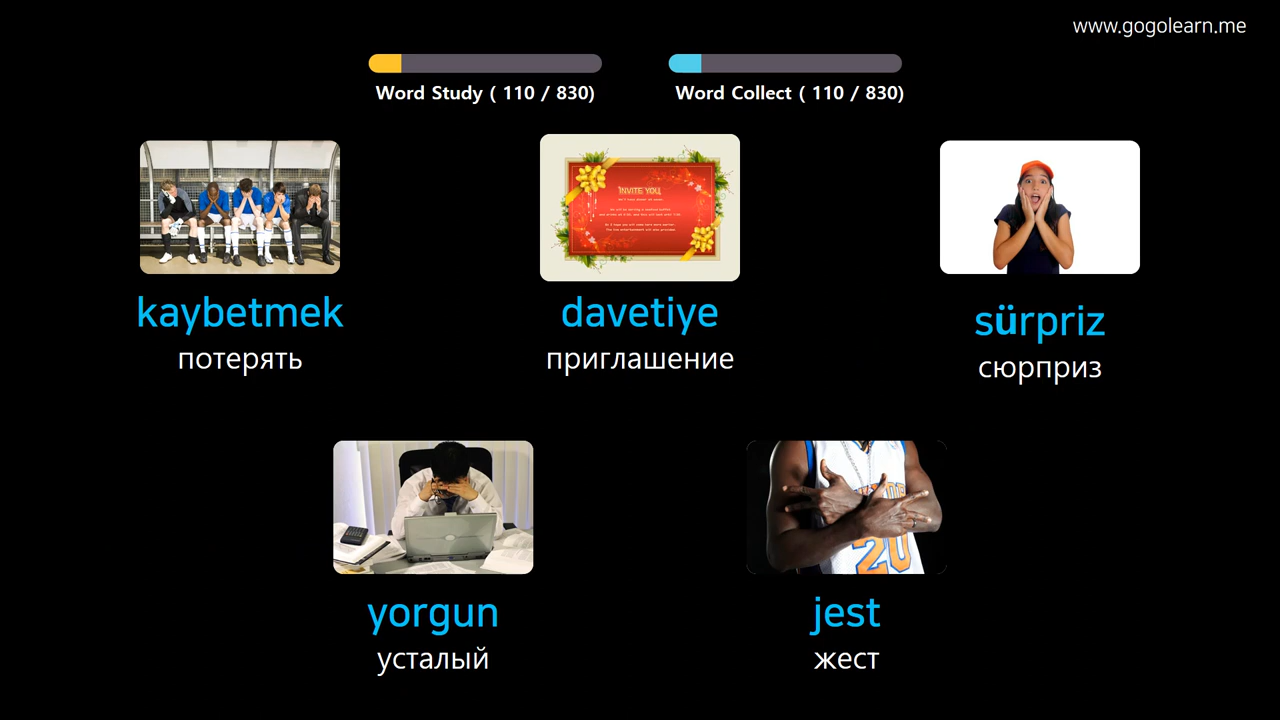 www.gogolearn.me
Word Study ( 110 / 830)
Word Collect ( 110 / 830)
INVITE YOU
kaybetmek
потерять
davetiye
приглашение
sürpriz
сюрприз
20
yorgun
усталый
jest
жест